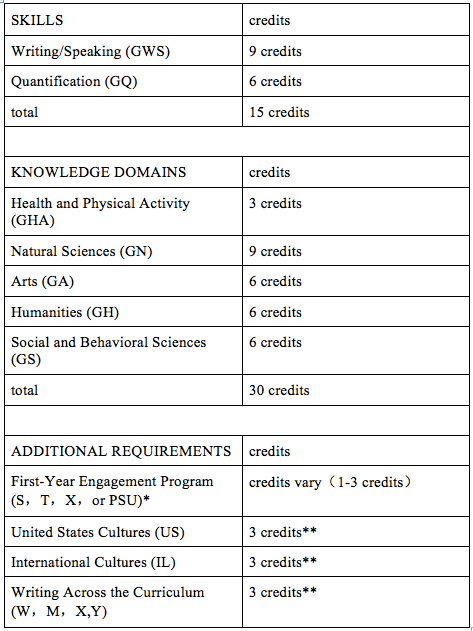 SKILLS credits
Writing/Speaking (GWS) 9 credits
Quantification (GQ) 6 credits
total 15 credits
KNOWLEDGE DOMAINS credits
Health and Physical Activity 3 credits
(GHA)
Natural Sciences (GN) 9 credits
Arts (GA) 6 credits
Humanities (GH) 6 credits
Social and Behavioral Sciences 6 credits
(GS)
total 30 credits
ADDITIONAL REQUIREMENTS credits
First-Year Engagement Program credits vary（1-3 credits）
(S，T，X，or PSU)*
United States Cultures (US) 3 credits**
International Cultures (IL) 3 credits**
Writing Across the Curriculum 3 credits**
(W，M，X,Y)